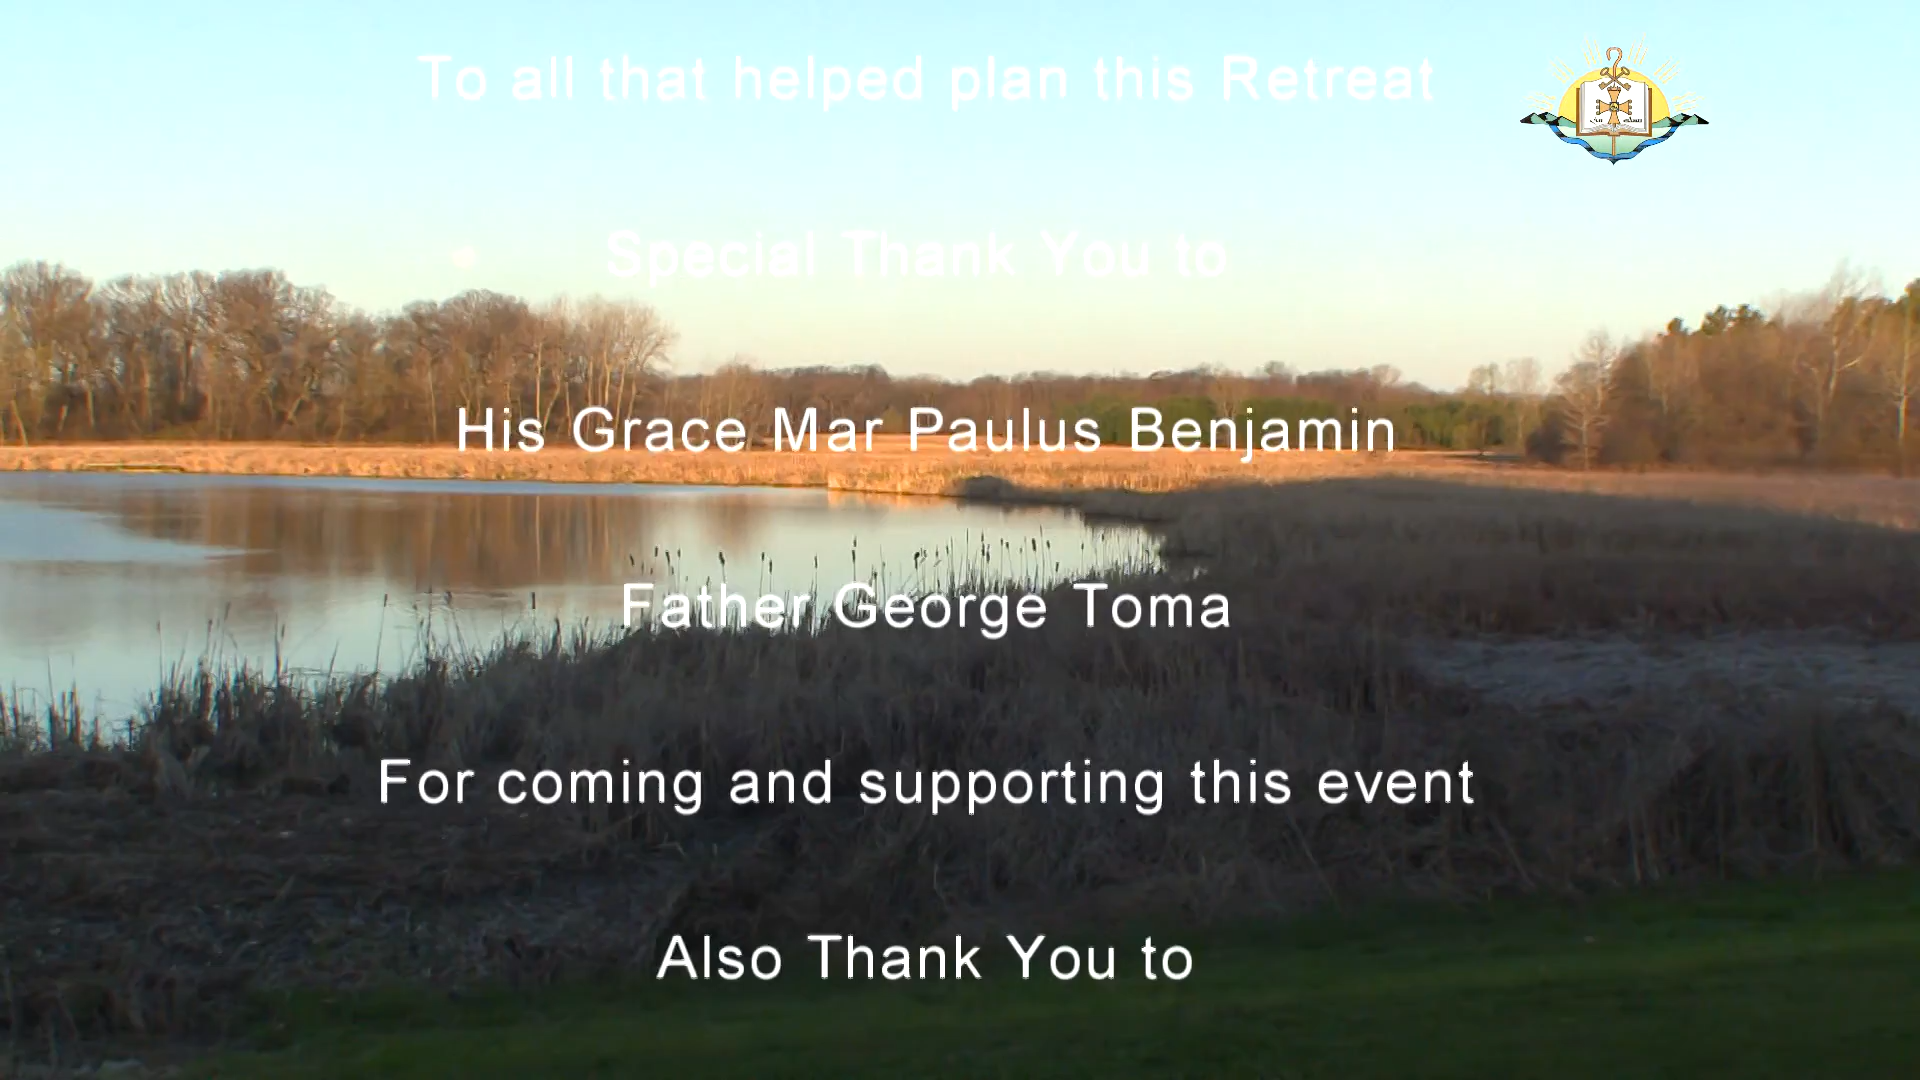 To all that helped plan this Retreat
Special Thank You to
His Grace Mar Paulus Benjamin
Father George Toma
For coming and supporting this event
Also Thank You to